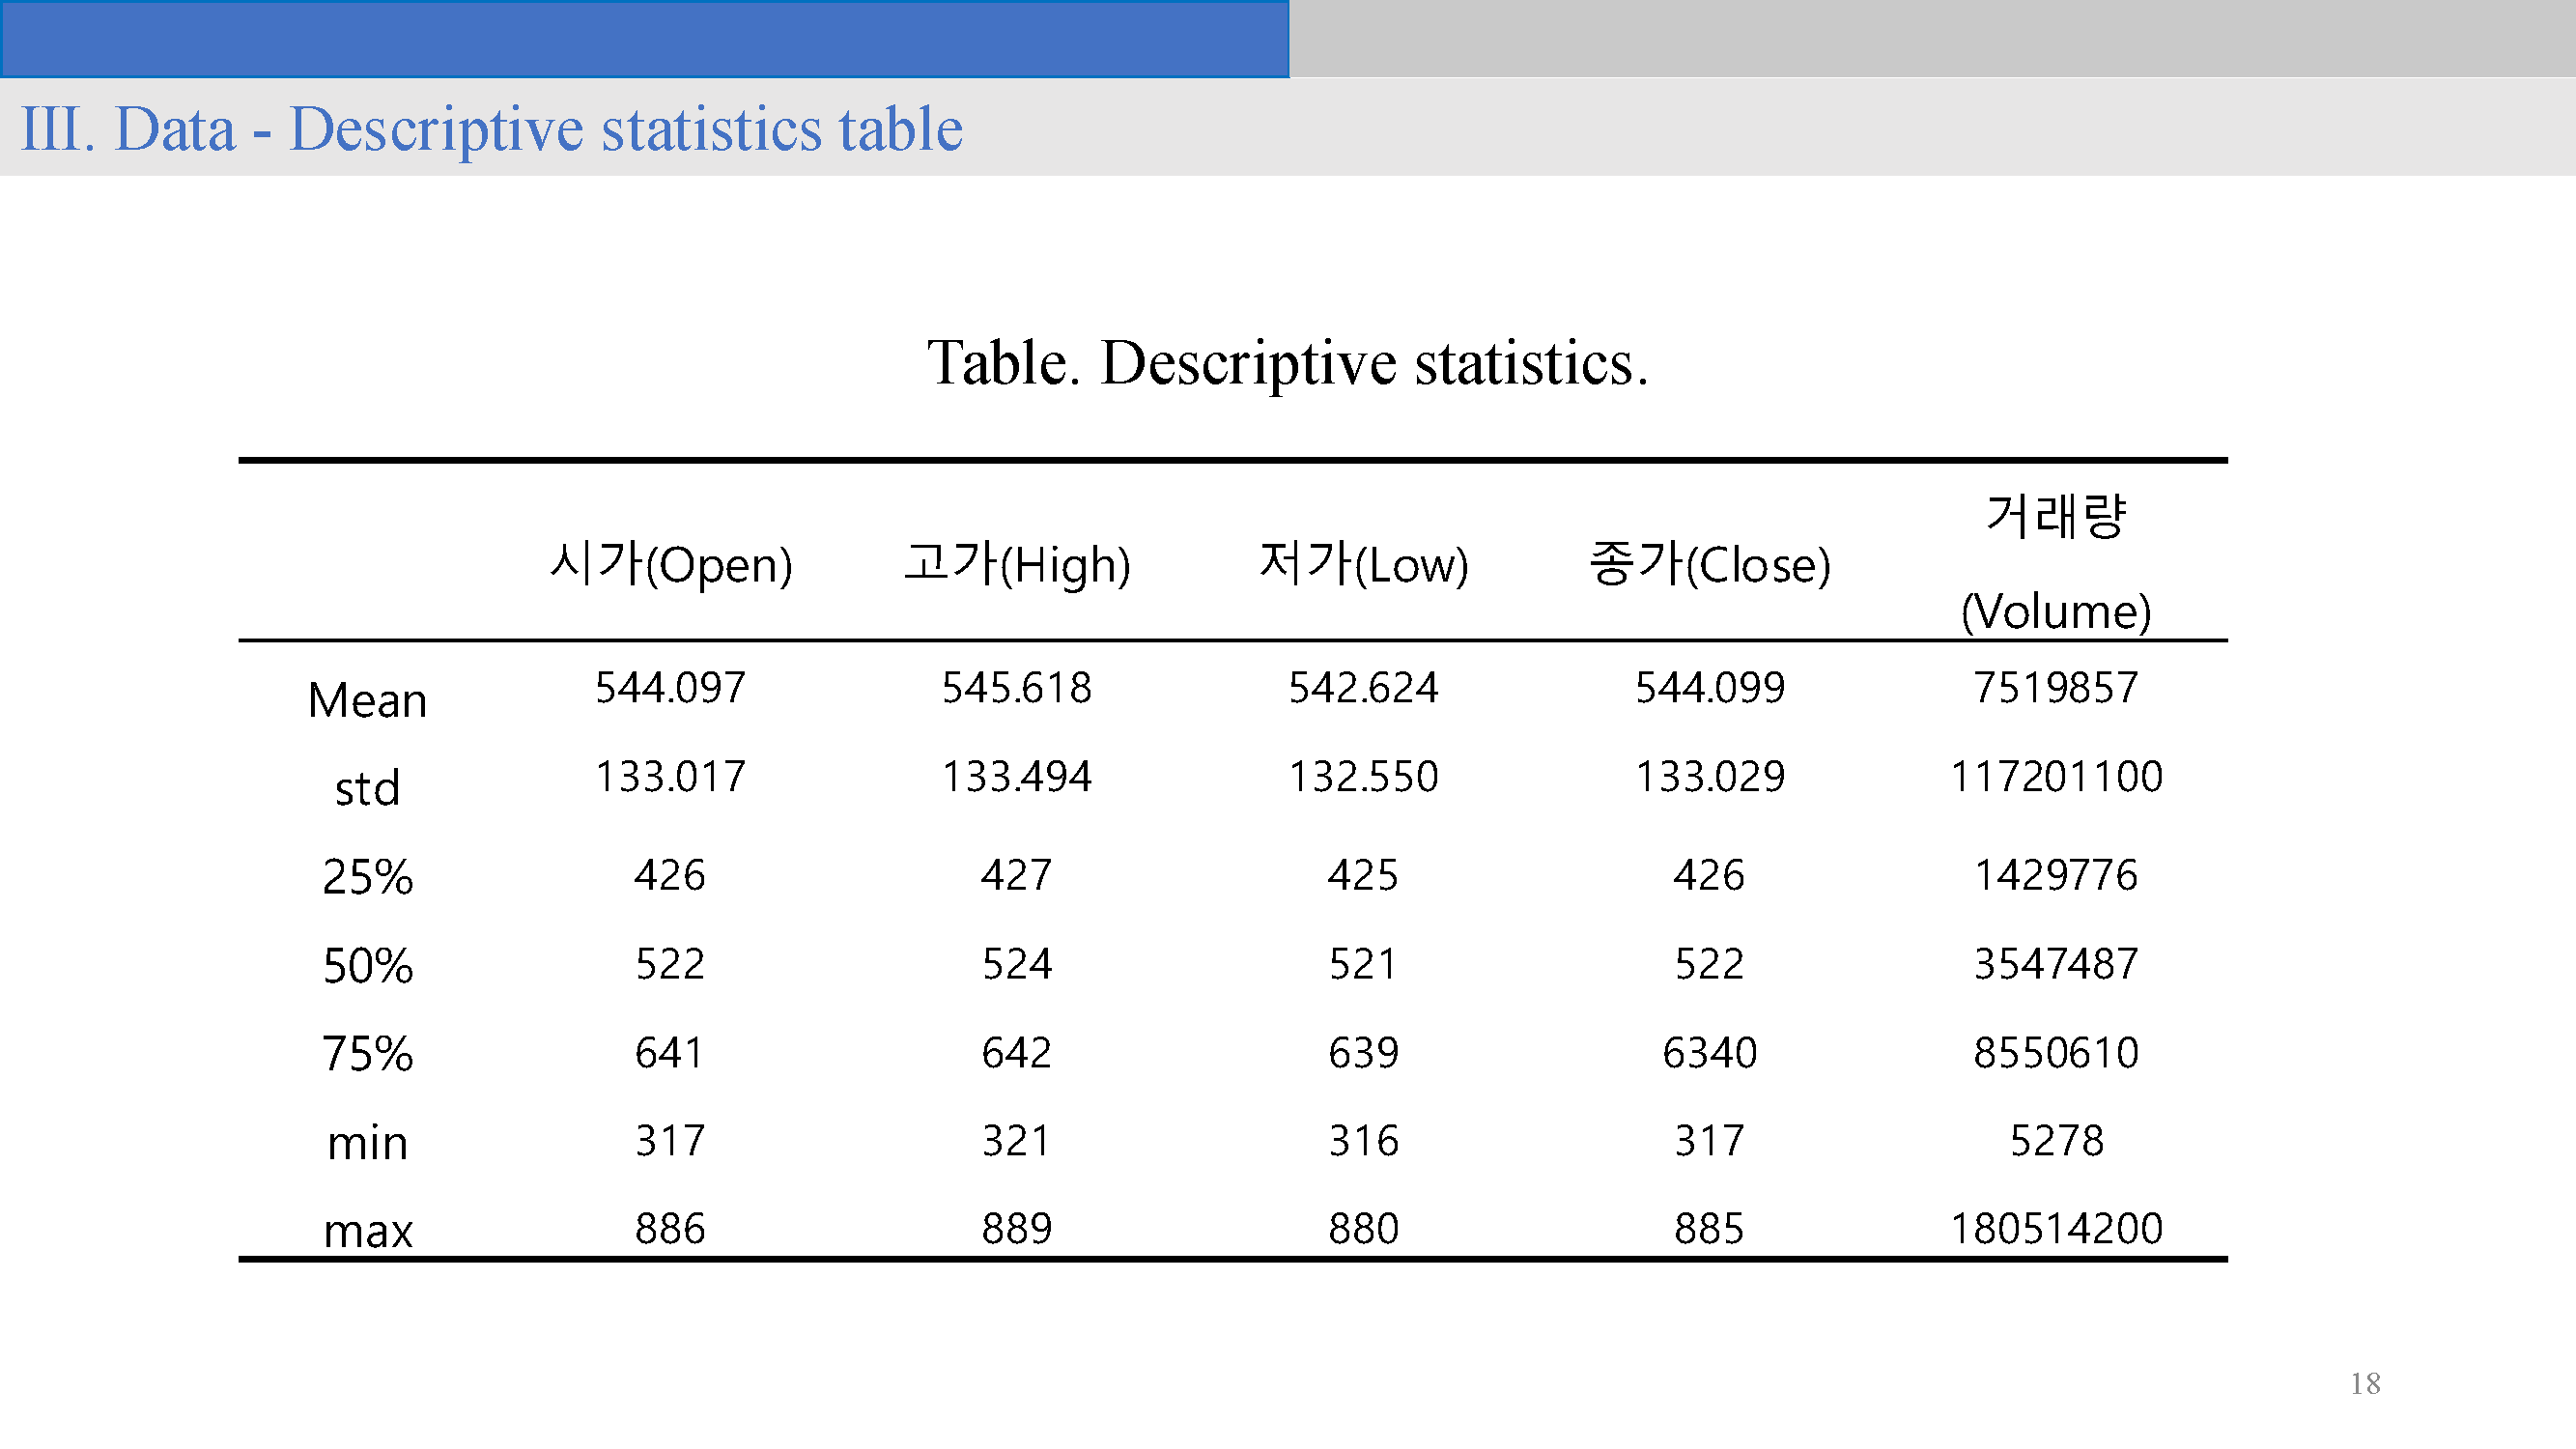 III. Data - Descriptive statistics table
Table. Descriptive statistics.
시가(Open) 고가(High) 저가(Low) 종가(Close) 거래량
(Volume)
Mean 544.097 545.618 542.624 544.099 7519857
std 133.017 133.494 132.550 133.029 117201100
25% 426 427 425 426 1429776
50% 522 524 521 522 3547487
75% 641 642 639 6340 8550610
min 317 321 316 317 5278
max 886 889 880 885 180514200
18